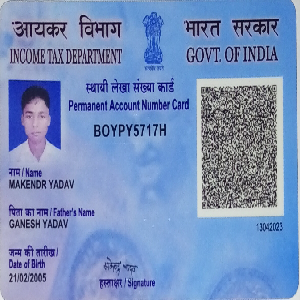 आयकर विभाग
भारत सरकार
INCOME TAX DEPARTMENT
GOVT. OF INDIA
स्थायी लेखा संख्या कार्ड
Permanent Account Number Card
BOYPY5717H
नाम / Name
MAKENDR YADAV
पिता का नाम / Father's Name
GANESH YADAV
13042023
जन्म की तारीख /
Date of Birth
21/02/2005
हस्ताक्षर / Signature